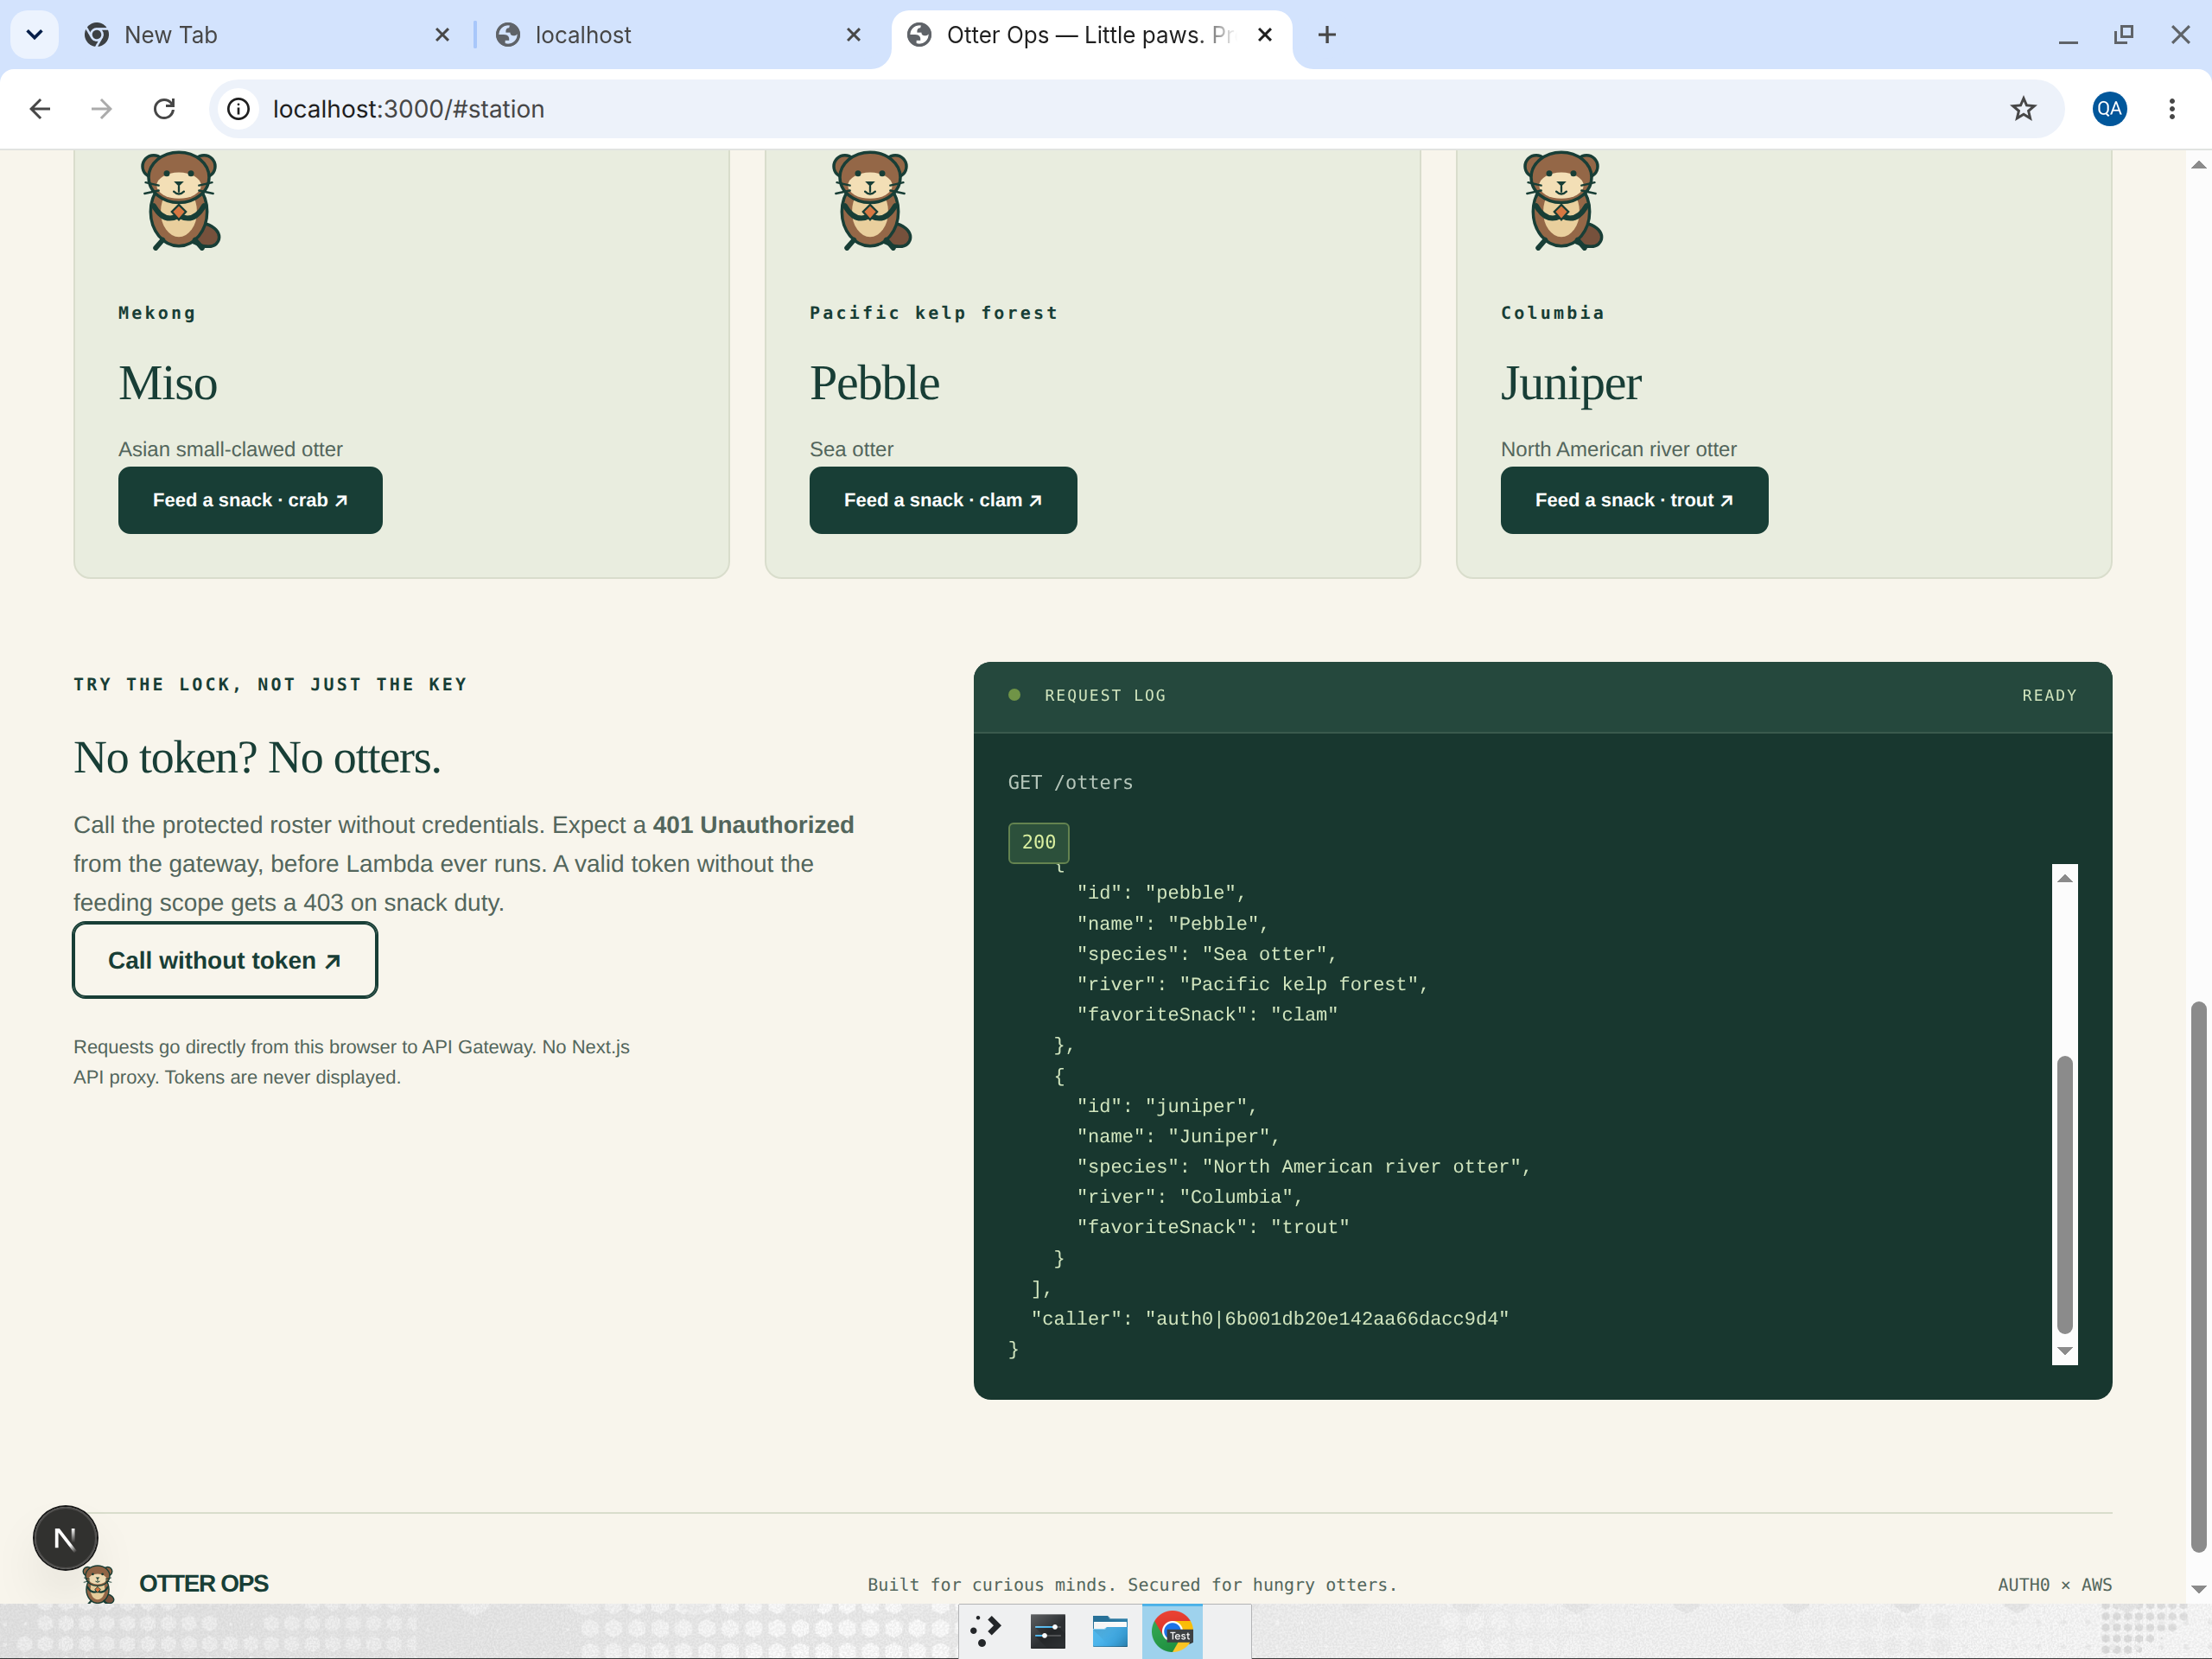 New Tab
localhost
Otter Ops — Little paws. Pr
localhost:3000/#station
QA
Mekong
Miso
Asian small-clawed otter
Feed a snack · crab ↗
Pacific kelp forest
Pebble
Sea otter
Feed a snack · clam ↗
Columbia
Juniper
North American river otter
Feed a snack · trout ↗
TRY THE LOCK, NOT JUST THE KEY
No token? No otters.
Call the protected roster without credentials. Expect a 401 Unauthorized
from the gateway, before Lambda ever runs. A valid token without the
feeding scope gets a 403 on snack duty.
Call without token ↗
Requests go directly from this browser to API Gateway. No Next.js
API proxy. Tokens are never displayed.
REQUEST LOG
READY
GET /otters
200
{
"id": "pebble",
"name": "Pebble",
"species": "Sea otter",
"river": "Pacific kelp forest",
"favoriteSnack": "clam"
},
{
"id": "juniper",
"name": "Juniper",
"species": "North American river otter",
"river": "Columbia",
"favoriteSnack": "trout"
}
],
"caller": "auth0|6b001db20e142aa66dacc9d4"
}
N
OTTER OPS
Built for curious minds. Secured for hungry otters.
AUTH0 × AWS
Test